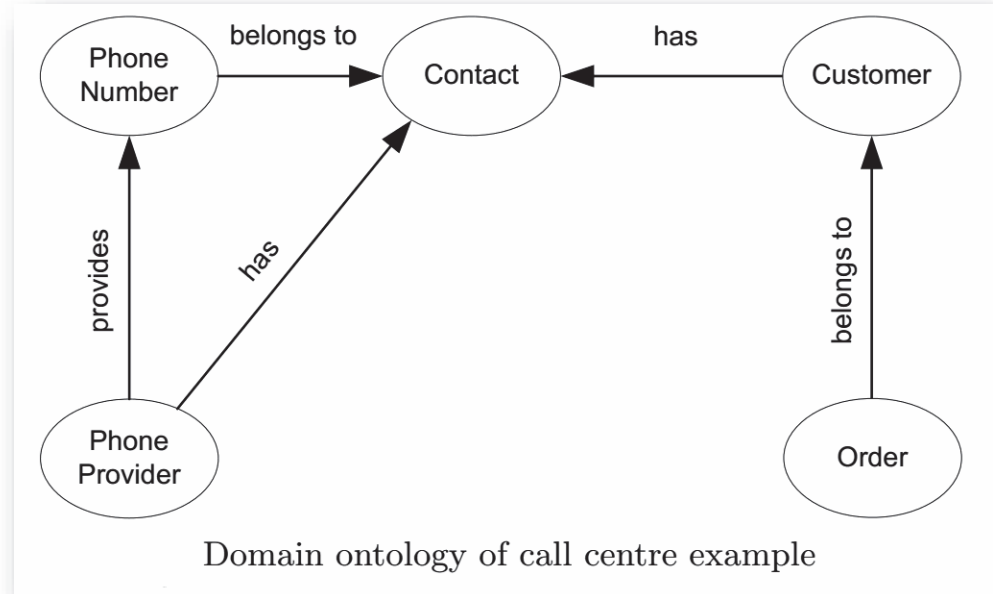 belongs to
has
Phone
Number
Contact
Customer
provides
has
belongs to
Phone
Provider
Order
Domain ontology of call centre example